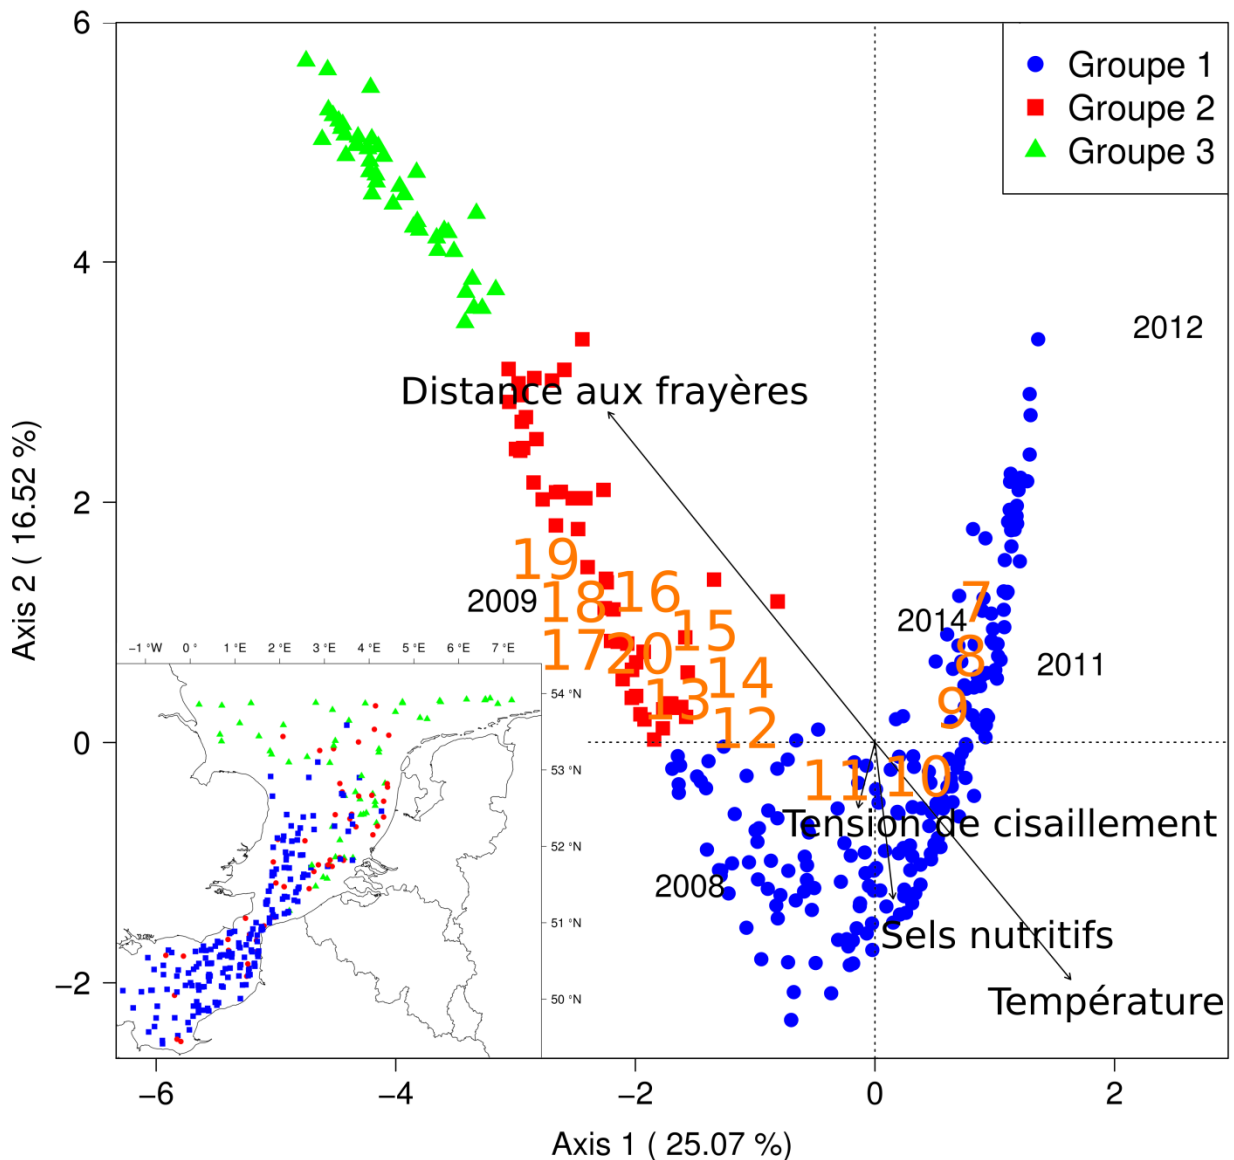 6
4
2
0
−2
Axis 2 ( 16.52 %)
Groupe 1
Groupe 2
Groupe 3
2012
Distance aux frayères
19
18
16
2009
7
2014
15
17
20
8
2011
14
13
9
12
11
10
Tension de cisaillement
2008
Sels nutritifs
Température
−1 °W
0 °
1 °E
2 °E
3 °E
4 °E
5 °E
6 °E
7 °E
54 °N
53 °N
52 °N
51 °N
50 °N
−6
−4
−2
0
2
Axis 1 ( 25.07 %)